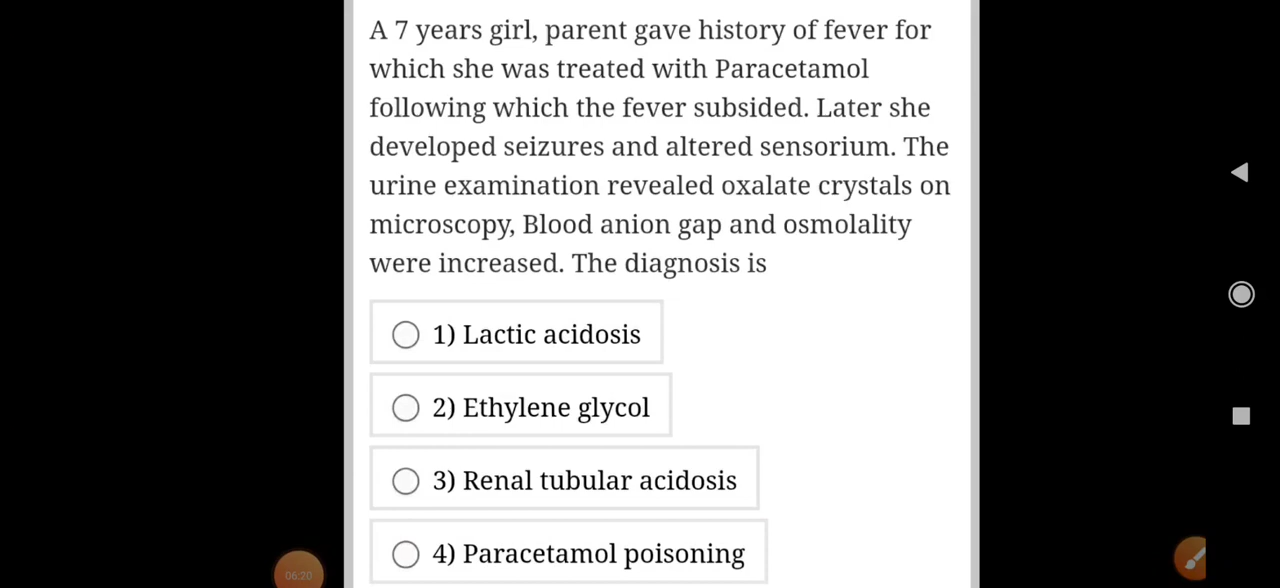 A 7 years girl, parent gave history of fever for
which she was treated with Paracetamol
following which the fever subsided. Later she
developed seizures and altered sensorium. The
urine examination revealed oxalate crystals on
microscopy, Blood anion gap and osmolality
were increased. The diagnosis is
1) Lactic acidosis
2) Ethylene glycol
3) Renal tubular acidosis
4) Paracetamol poisoning
06:20